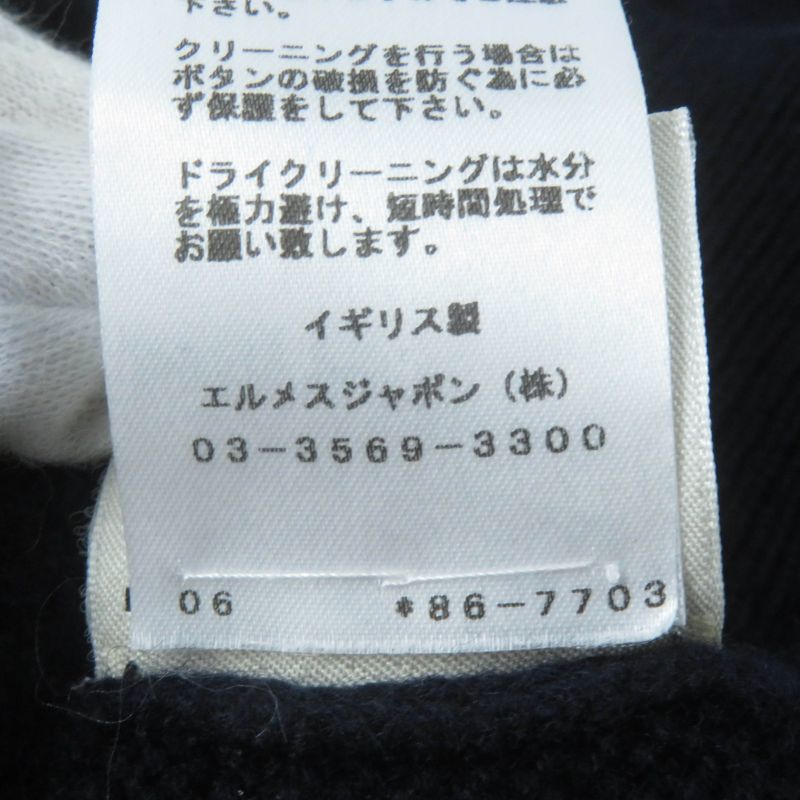 下さい。
クリーニングを行う場合は
ボタンの破損を防ぐ為に必
ず保護をして下さい。
ドライクリーニングは水分
を極力避け、短時間処理で
お願い致します。
イギリス製
エルメスジャポン（株）
03-3569-3300
06 *86-7703